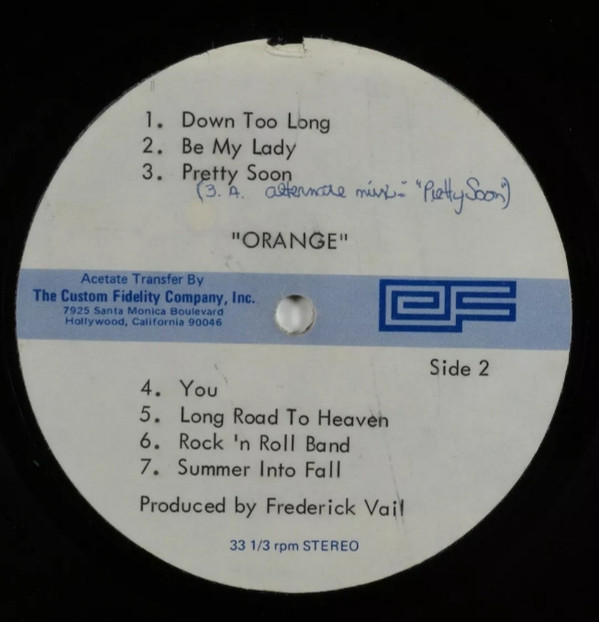 1. Down Too Long
2. Be My Lady
3. Pretty Soon
(3. A. alternate mix:- "Pretty Soon")
"ORANGE"
Acetate Transfer By
The Custom Fidelity Company, Inc.
7925 Santa Monica Boulevard
Hollywood, California 90046
CF
Side 2
4. You
5. Long Road To Heaven
6. Rock 'n Roll Band
7. Summer Into Fall
Produced by Frederick Vail
33 1/3 rpm STEREO